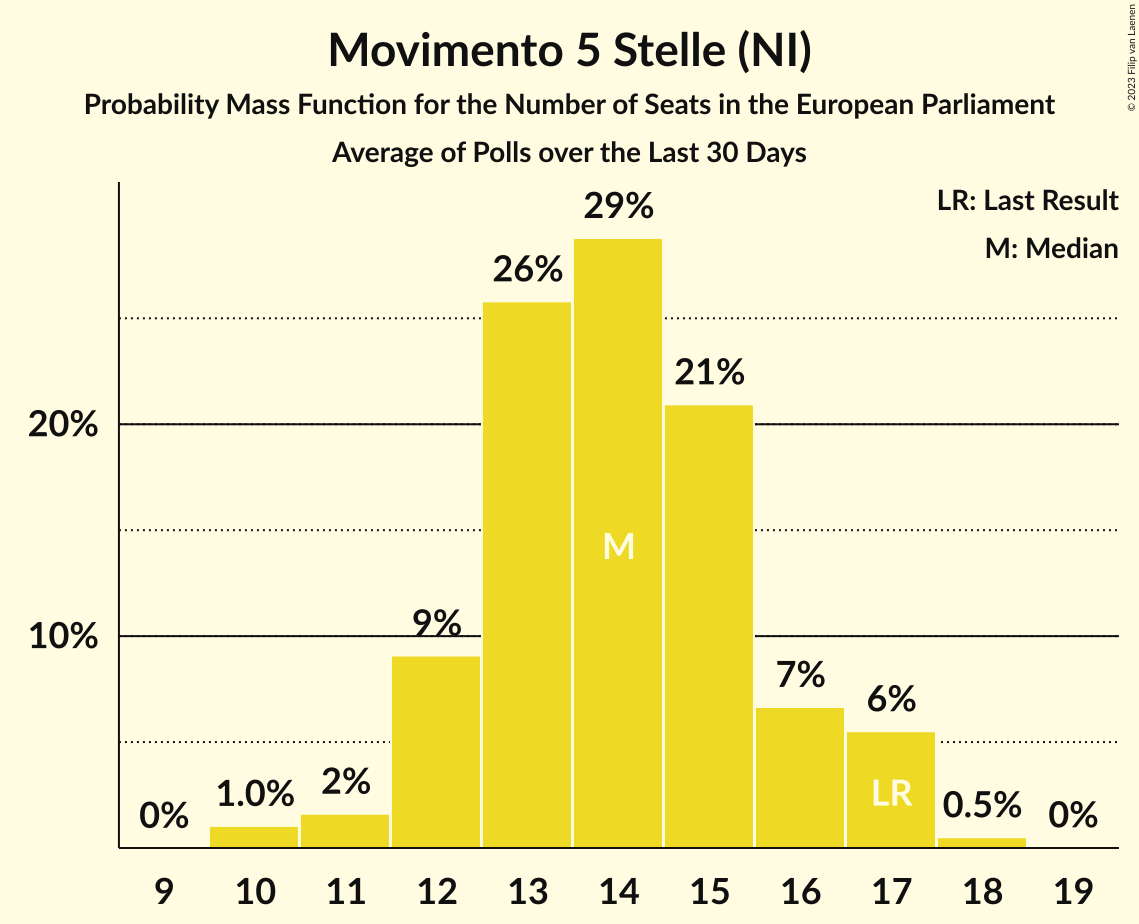 Movimento 5 Stelle (NI)
Probability Mass Function for the Number of Seats in the European Parliament
Average of Polls over the Last 30 Days
© 2023 Filip van Laenen
LR: Last Result
M: Median
29%
26%
21%
20%
M
10%
9%
7%
6%
LR
2%
1.0%
0.5%
0%
0%
9 10 11 12 13 14 15 16 17 18 19